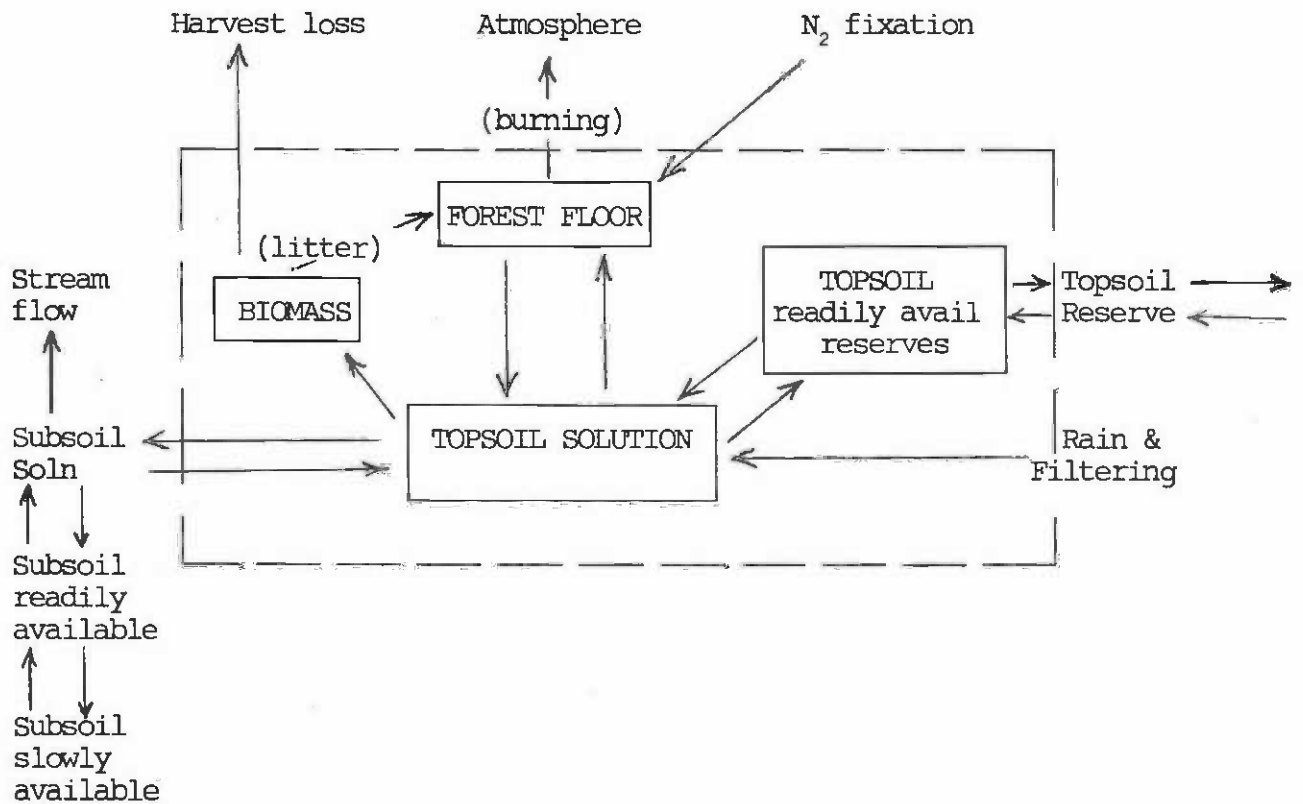 Harvest loss
Atmosphere
N₂ fixation
(burning)
FOREST FLOOR
(litter)
BIOMASS
TOPSOIL
readily avail
reserves
Topsoil
Reserve
Stream
flow
TOPSOIL SOLUTION
Subsoil
Soln
Rain &
Filtering
Subsoil
readily
available
Subsoil
slowly
available